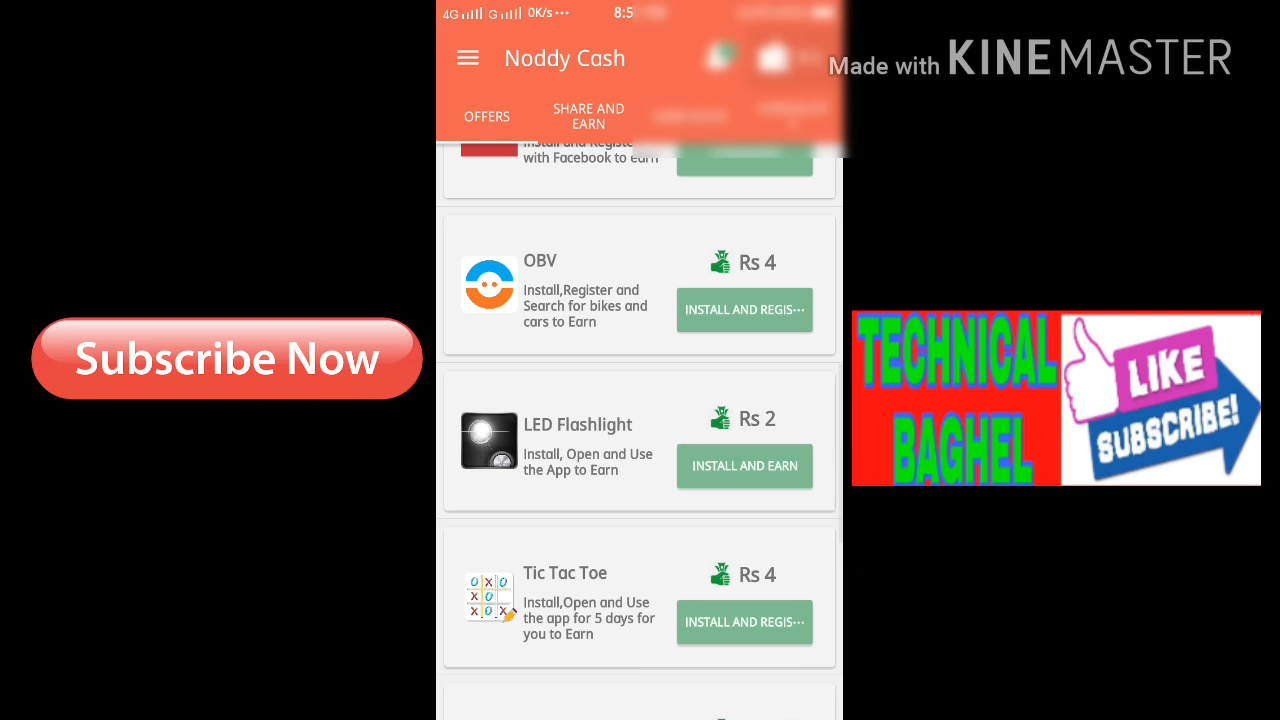 4G G 0K/s ••• 8:5
Noddy Cash
Made with KINEMASTER
OFFERS
SHARE AND
EARN
Install and Registe
with Facebook to earn
OBV
Install,Register and
Search for bikes and
cars to Earn
Rs 4
INSTALL AND REGIS•••
LED Flashlight
Install, Open and Use
the App to Earn
Rs 2
INSTALL AND EARN
Tic Tac Toe
Install,Open and Use
the app for 5 days for
you to Earn
Rs 4
INSTALL AND REGIS•••
Subscribe Now
TECHNICAL
BAGHEL
LIKE
SUBSCRIBE!